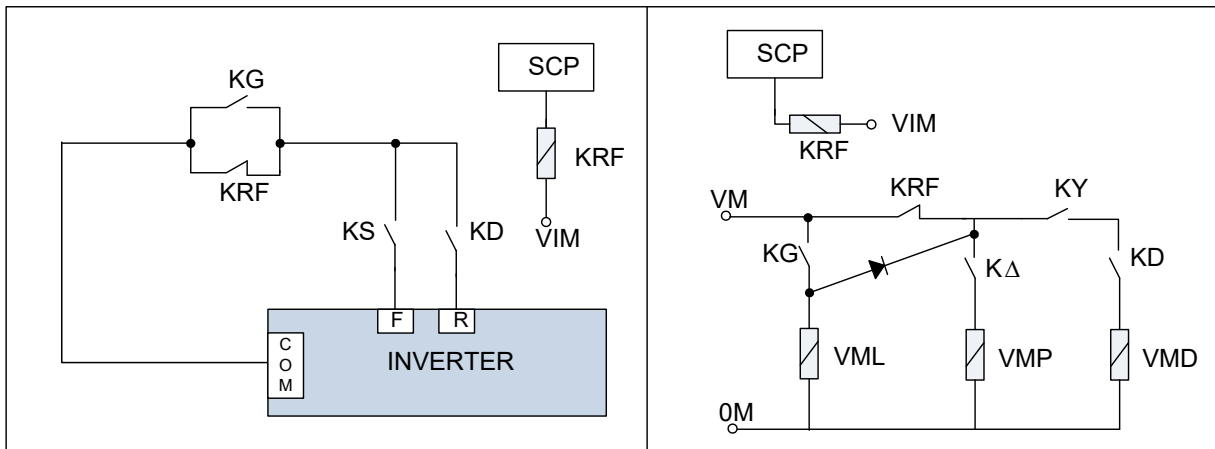 SCP
KG
KRF
KRF
VIM
KS
KD
F
R
COM
INVERTER
SCP
VIM
KRF
VM
KRF
KY
KG
KΔ
KD
VML
VMP
VMD
0M